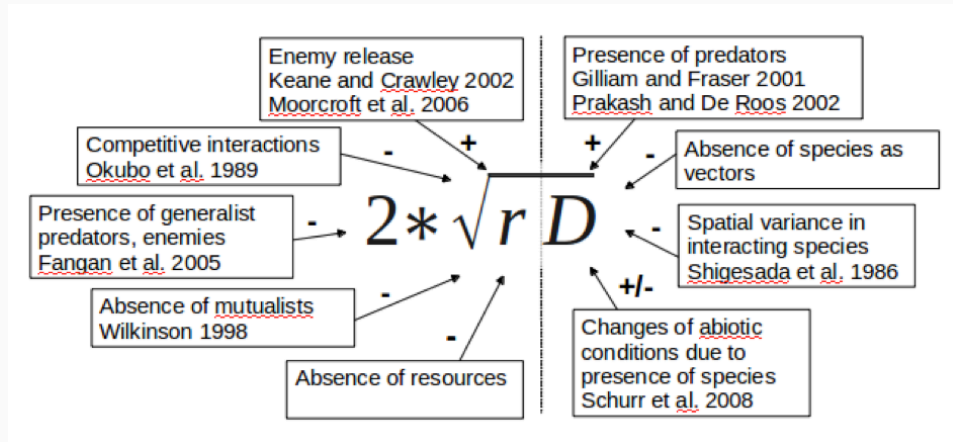 Enemy release
Keane and Crawley 2002
Moorcroft et al. 2006
+
Presence of predators
Gilliam and Fraser 2001
Prakash and De Roos 2002
+
Competitive interactions
Okubo et al. 1989
-
Absence of species as
vectors
-
Presence of generalist
predators, enemies
Fangan et al. 2005
-
2*√r D
Spatial variance in
interacting species
Shigesada et al. 1986
-
Absence of mutualists
Wilkinson 1998
-
Absence of resources
-
Changes of abiotic
conditions due to
presence of species
Schurr et al. 2008
+/-